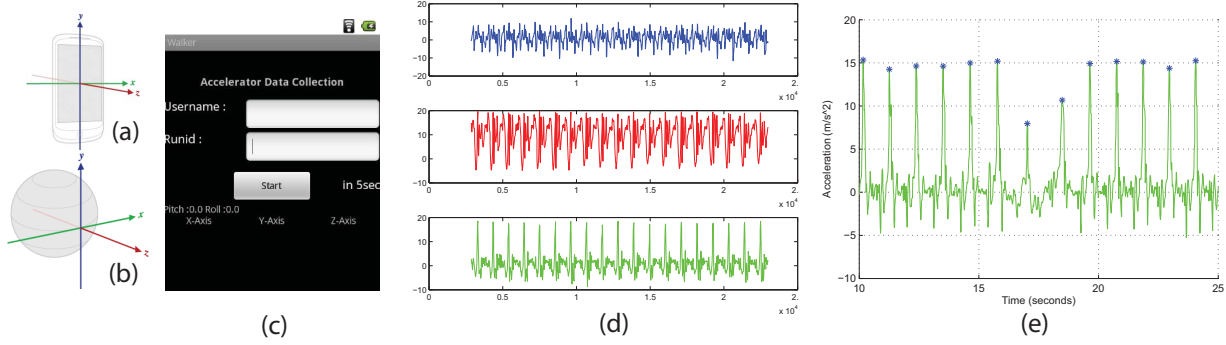 y
x
z
(a)
y
x
z
(b)
Walker
Accelerator Data Collection
Username :
Runid :
Start
in 5sec
Pitch :0.0 Roll :0.0
X-Axis Y-Axis Z-Axis
(c)
20
10
0
−10
−20
0 0.5 1 1.5 2 2.
x 10^4
20
10
0
−10
0 0.5 1 1.5 2 2.
x 10^4
20
10
0
−10
0 0.5 1 1.5 2 2.
x 10^4
(d)
20
15
10
5
0
−5
−10
10 15 20 25
Acceleration (m/s^2)
Time (seconds)
(e)